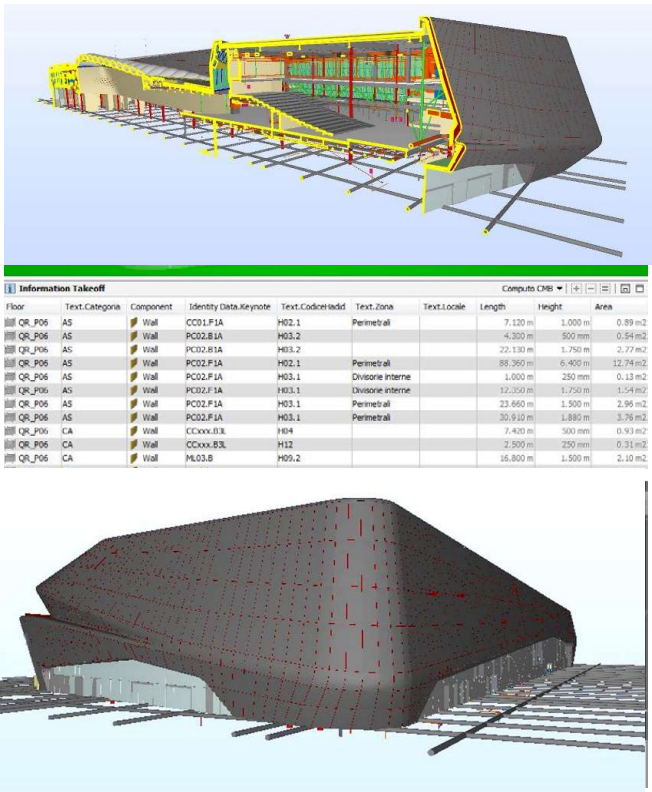 Information Takeoff Computo CMB
Floor Text.Categoria Component Identity Data.Keynote Text.CodiceHadid Text.Zona Text.Locale Length Height Area
QR_P06 AS Wall CC01.F1A H02.1 Perimetrali 7.120 m 1.000 m 0.89 m2
QR_P06 AS Wall PC02.B1A H03.2 4.300 m 500 mm 0.54 m2
QR_P06 AS Wall PC02.B1A H03.2 22.130 m 1.750 m 2.77 m2
QR_P06 AS Wall PC02.F1A H02.1 Perimetrali 88.360 m 6.400 m 12.74 m2
QR_P06 AS Wall PC02.F1A H03.1 Divisorie interne 1.000 m 250 mm 0.13 m2
QR_P06 AS Wall PC02.F1A H03.1 Divisorie interne 12.350 m 1.750 m 1.54 m2
QR_P06 AS Wall PC02.F1A H03.1 Perimetrali 23.660 m 1.500 m 2.96 m2
QR_P06 AS Wall PC02.F1A H03.1 Perimetrali 30.910 m 1.880 m 3.76 m2
QR_P06 CA Wall CCxxx.B3L H04 7.420 m 500 mm 0.93 m2
QR_P06 CA Wall CCxxx.B3L H12 2.500 m 250 mm 0.31 m2
QR_P06 CA Wall ML03.B H09.2 16.800 m 1.500 m 2.10 m2